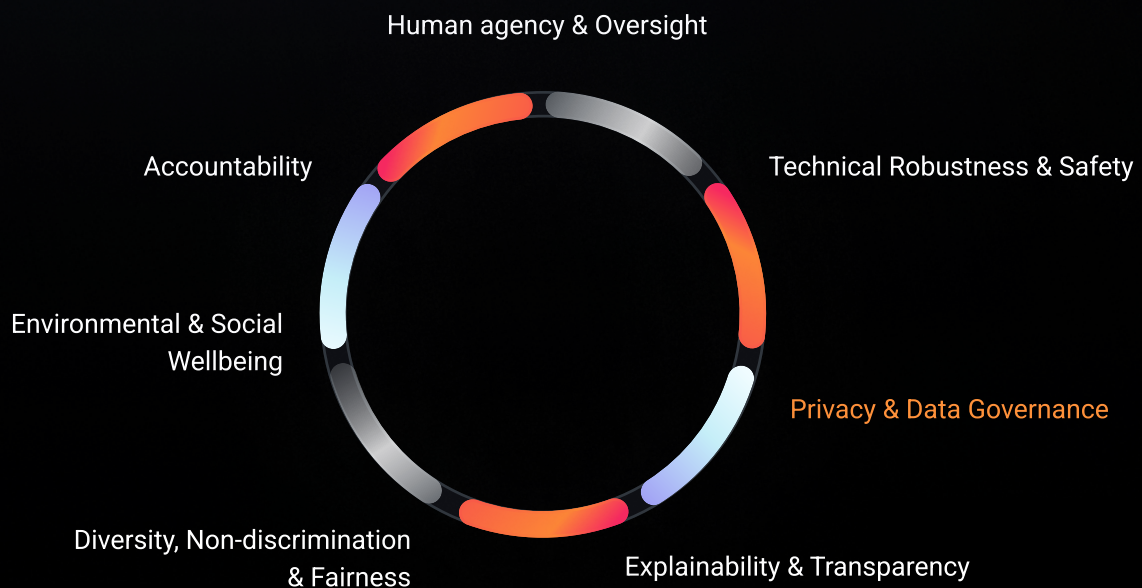 Human agency & Oversight
Accountability
Technical Robustness & Safety
Environmental & Social
Wellbeing
Privacy & Data Governance
Diversity, Non-discrimination
& Fairness
Explainability & Transparency